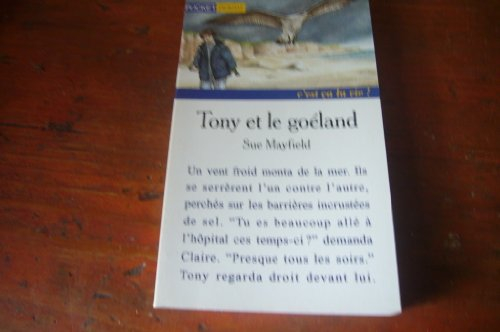 POCKET JUNIOR
c'est ça la vie !
Tony et le goéland
Sue Mayfield
Un vent froid monta de la mer. Ils
se serrèrent l'un contre l'autre,
perchés sur les barrières incrustées
de sel. "Tu es beaucoup allé à
l'hôpital ces temps-ci ?" demanda
Claire. "Presque tous les soirs."
Tony regarda droit devant lui.